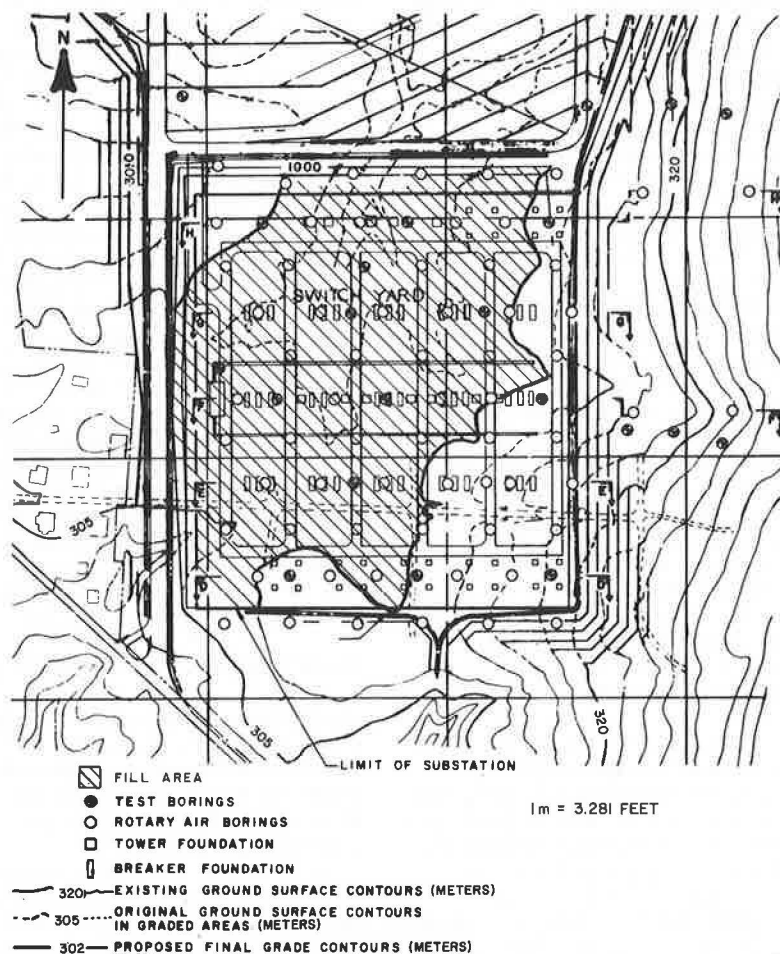 N
3010
1000
320
H
SWITCH YARD
G
G
F
F
E
E
305
D
D
305
320
LIMIT OF SUBSTATION
FILL AREA
TEST BORINGS
1m = 3.281 FEET
ROTARY AIR BORINGS
TOWER FOUNDATION
BREAKER FOUNDATION
320 EXISTING GROUND SURFACE CONTOURS (METERS)
305 ORIGINAL GROUND SURFACE CONTOURS
IN GRADED AREAS (METERS)
302 PROPOSED FINAL GRADE CONTOURS (METERS)